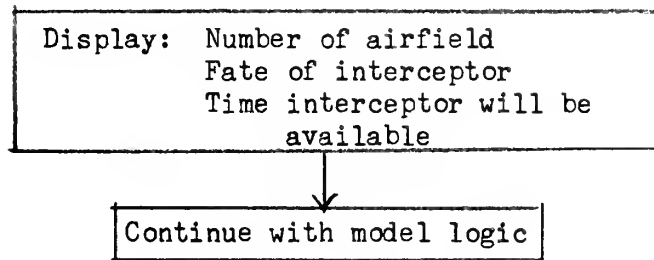 Display: Number of airfield
Fate of interceptor
Time interceptor will be
available
Continue with model logic